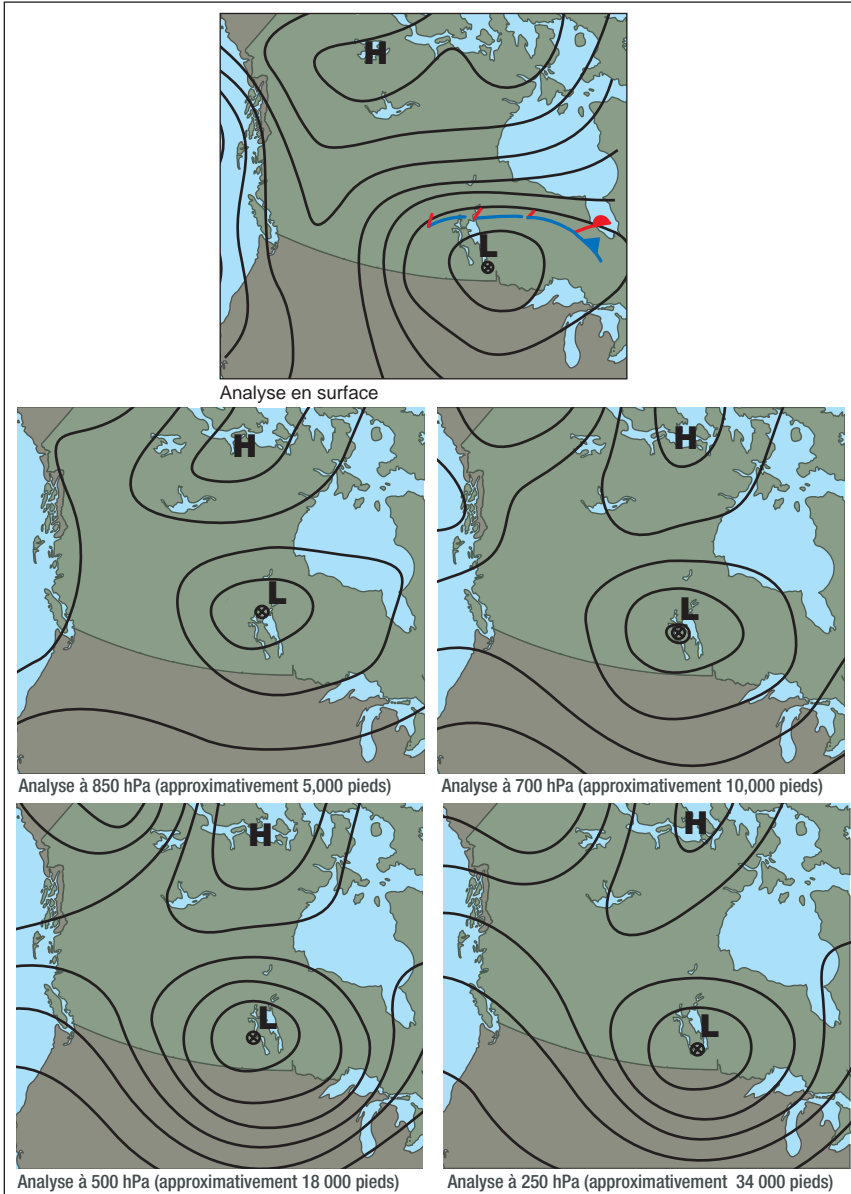 H
L
Analyse en surface
H
L
H
L
Analyse à 850 hPa (approximativement 5,000 pieds)
Analyse à 700 hPa (approximativement 10,000 pieds)
H
L
H
L
Analyse à 500 hPa (approximativement 18 000 pieds)
Analyse à 250 hPa (approximativement 34 000 pieds)